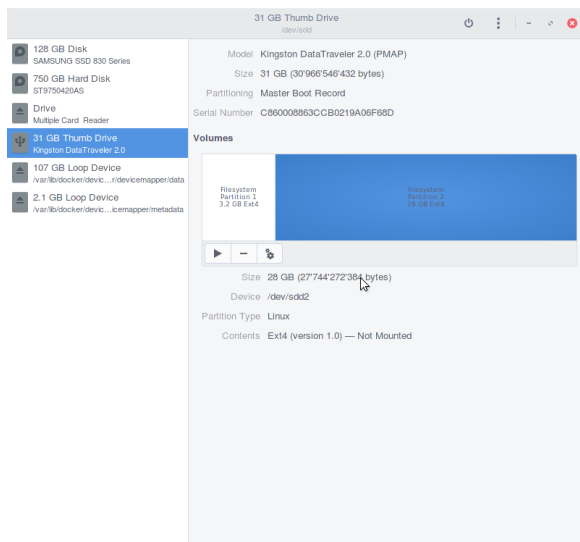 31 GB Thumb Drive
/dev/sdd
128 GB Disk
SAMSUNG SSD 830 Series
750 GB Hard Disk
ST9750420AS
Drive
Multiple Card Reader
31 GB Thumb Drive
Kingston DataTraveler 2.0
107 GB Loop Device
/var/lib/docker/devic...r/devicemapper/data
2.1 GB Loop Device
/var/lib/docker/devic...icemapper/metadata
Model Kingston DataTraveler 2.0 (PMAP)
Size 31 GB (30'966'546'432 bytes)
Partitioning Master Boot Record
Serial Number C860008863CCB0219A06F68D
Volumes
Filesystem
Partition 1
3.2 GB Ext4
Filesystem
Partition 2
28 GB Ext4
Size 28 GB (27'744'272'384 bytes)
Device /dev/sdd2
Partition Type Linux
Contents Ext4 (version 1.0) — Not Mounted